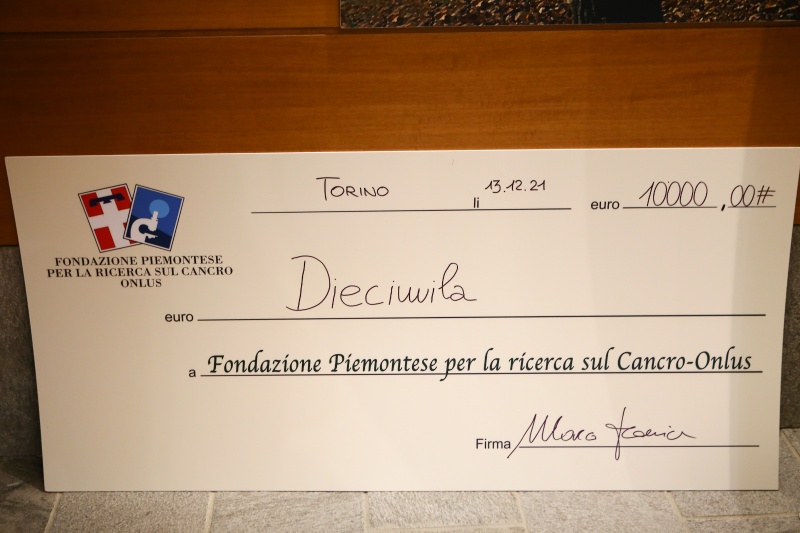 FONDAZIONE PIEMONTESE
PER LA RICERCA SUL CANCRO
ONLUS
Torino li 13.12.21 euro 10000,00#
euro Diecimila
a Fondazione Piemontese per la ricerca sul Cancro-Onlus
Firma